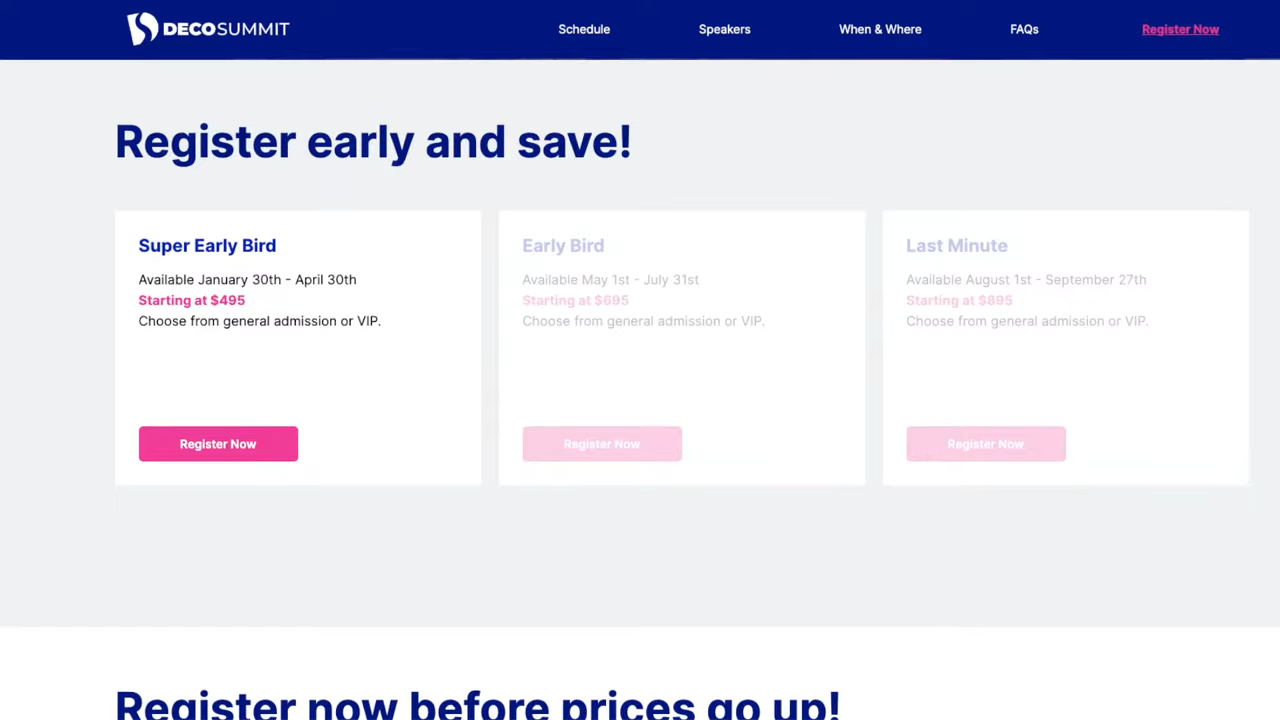 DECOSUMMIT
Schedule
Speakers
When & Where
FAQs
Register Now
Register early and save!
Super Early Bird
Available January 30th - April 30th
Starting at $495
Choose from general admission or VIP.
Register Now
Early Bird
Available May 1st - July 31st
Starting at $695
Choose from general admission or VIP.
Register Now
Last Minute
Available August 1st - September 27th
Starting at $895
Choose from general admission or VIP.
Register Now
Register now before prices go up!